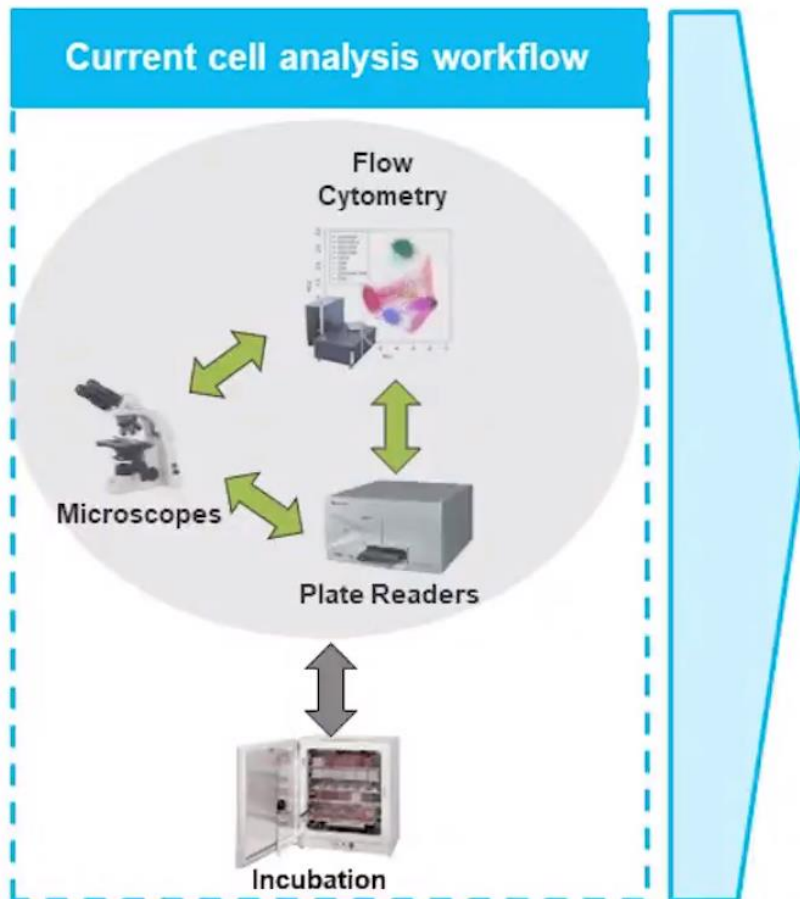 Current cell analysis workflow
Flow
Cytometry
Microscopes
Plate Readers
Incubation